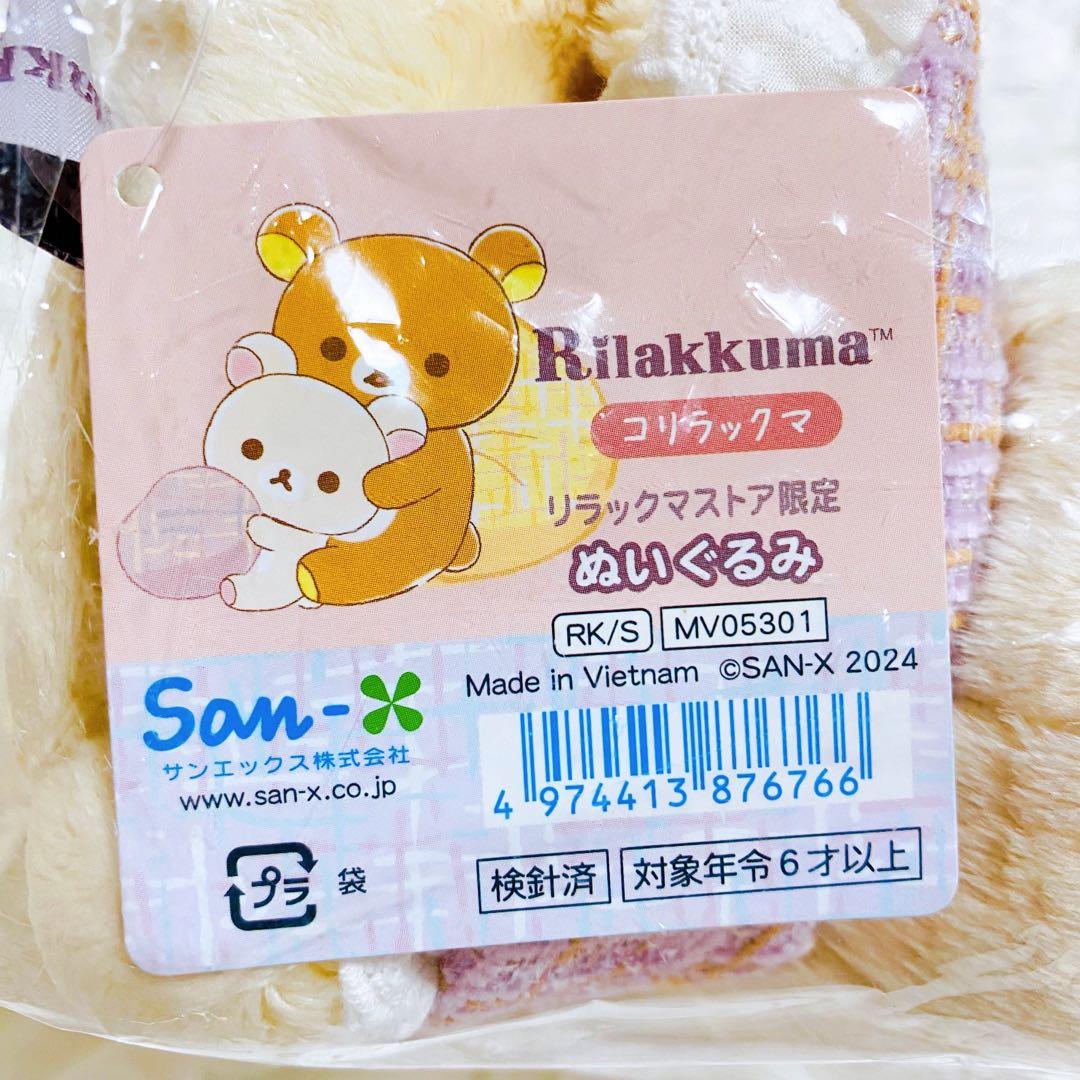 Rilakkuma™
コリラックマ
リラックマストア限定
ぬいぐるみ
RK/S MV05301
Made in Vietnam ©SAN-X 2024
San-X
サンエックス株式会社
www.san-x.co.jp
4 974413 876766
プラ 袋
検針済 対象年令6才以上